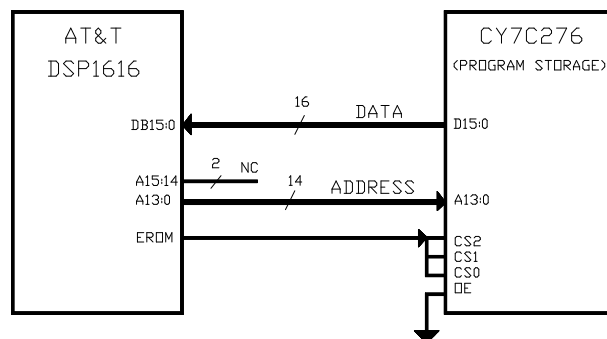 AT&T
DSP1616
CY7C276
(PROGRAM STORAGE)
16
DATA
DB15:0
D15:0
2
NC
A15:14
14
ADDRESS
A13:0
A13:0
EROM
CS2
CS1
CS0
OE